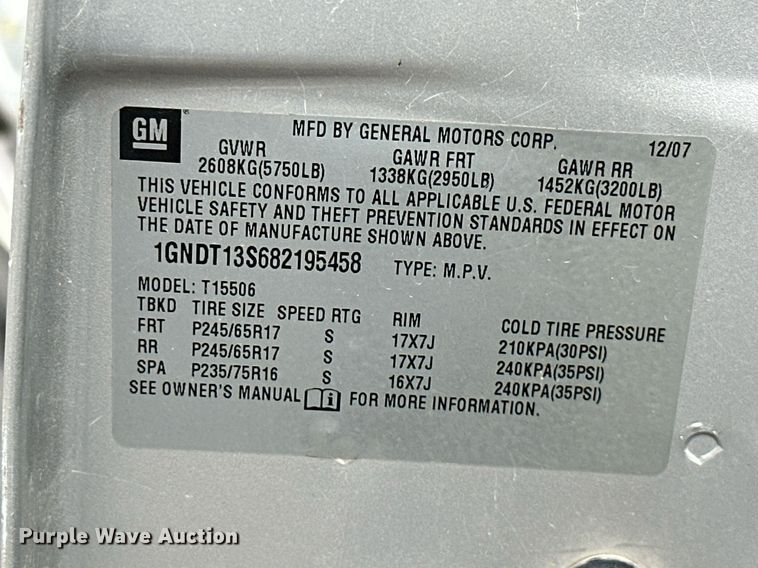 GM
MFD BY GENERAL MOTORS CORP. 12/07
GVWR GAWR FRT GAWR RR
2608KG(5750LB) 1338KG(2950LB) 1452KG(3200LB)
THIS VEHICLE CONFORMS TO ALL APPLICABLE U.S. FEDERAL MOTOR
VEHICLE SAFETY AND THEFT PREVENTION STANDARDS IN EFFECT ON
THE DATE OF MANUFACTURE SHOWN ABOVE.
1GNDT13S682195458 TYPE: M.P.V.
MODEL: T15506
TBKD TIRE SIZE SPEED RTG RIM COLD TIRE PRESSURE
FRT P245/65R17 S 17X7J 210KPA(30PSI)
RR P245/65R17 S 17X7J 240KPA(35PSI)
SPA P235/75R16 S 16X7J 240KPA(35PSI)
SEE OWNER'S MANUAL i FOR MORE INFORMATION.
Purple Wave Auction